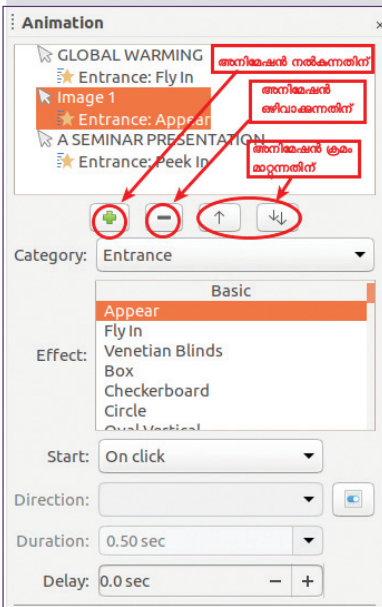 Animation
GLOBAL WARMING
Entrance: Fly In
Image 1
Entrance: Appear
A SEMINAR PRESENTATION
Entrance: Peek In
അനിമേഷൻ നൽകുന്നതിന്
അനിമേഷൻ
ഒഴിവാക്കുന്നതിന്
അനിമേഷൻ ക്രമം
മാറ്റുന്നതിന്
Category: Entrance
Basic
Effect:
Appear
Fly In
Venetian Blinds
Box
Checkerboard
Circle
Oval Vertical
Start: On click
Direction:
Duration: 0.50 sec
Delay: 0.0 sec